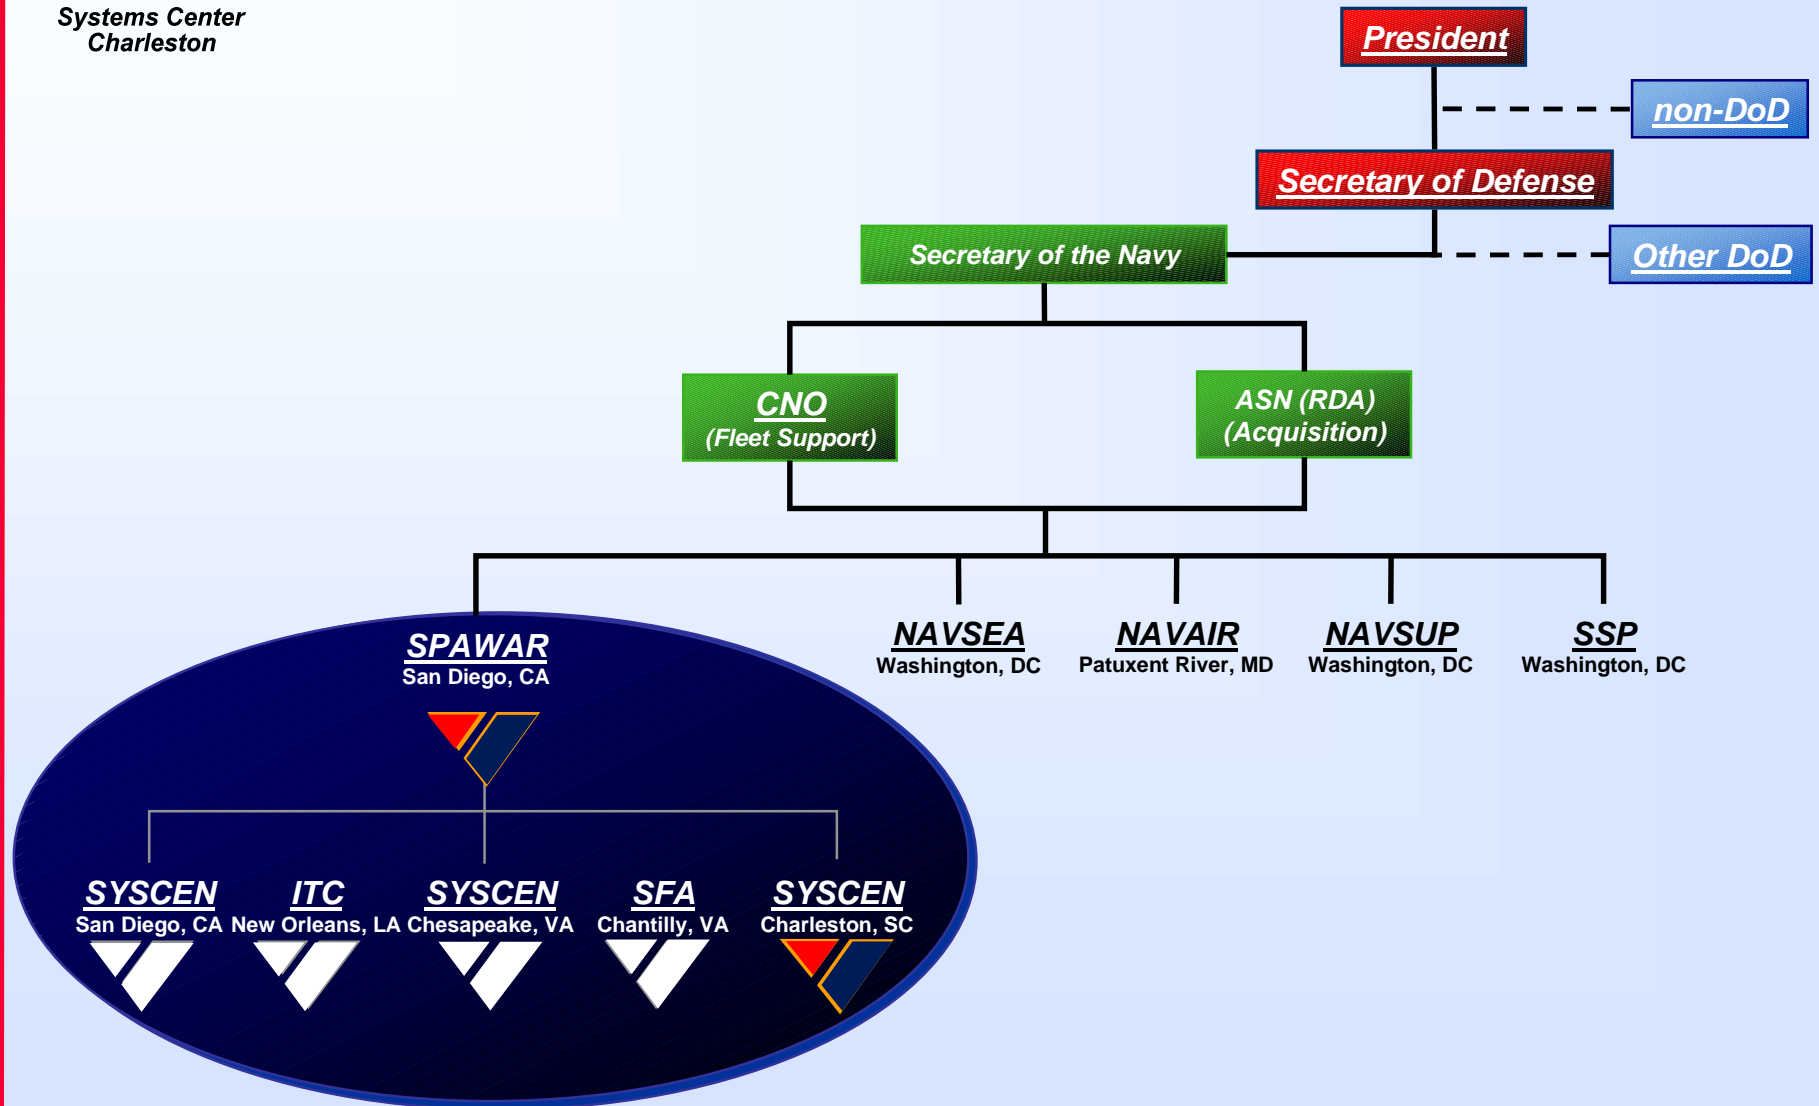 Systems Center
Charleston
President
non-DoD
Secretary of Defense
Secretary of the Navy
Other DoD
CNO
(Fleet Support)
ASN (RDA)
(Acquisition)
SPAWAR
San Diego, CA
NAVSEA
Washington, DC
NAVAIR
Patuxent River, MD
NAVSUP
Washington, DC
SSP
Washington, DC
SYSCEN
San Diego, CA
ITC
New Orleans, LA
SYSCEN
Chesapeake, VA
SFA
Chantilly, VA
SYSCEN
Charleston, SC